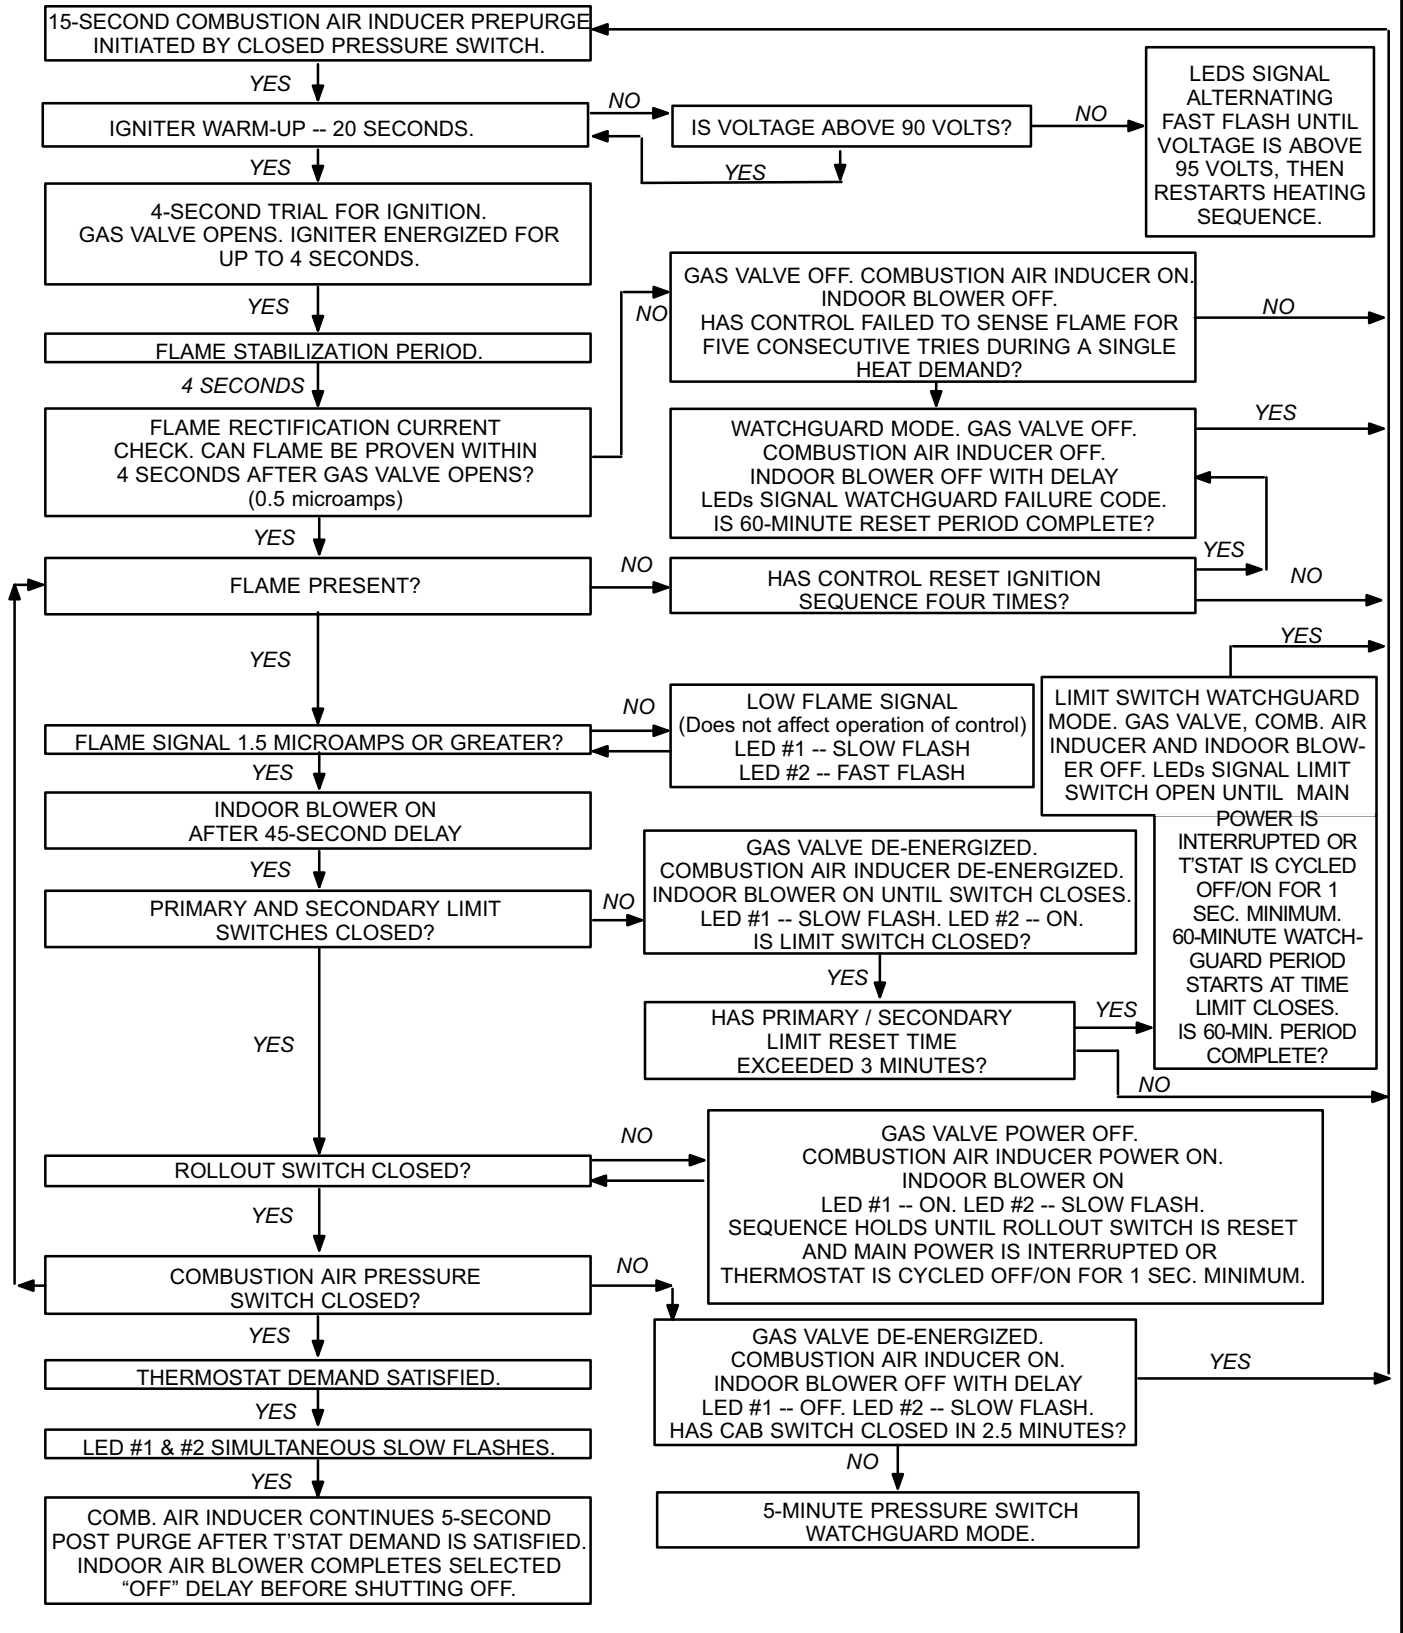 15-SECOND COMBUSTION AIR INDUCER PREPURGE
INITIATED BY CLOSED PRESSURE SWITCH.
YES
IGNITER WARM-UP -- 20 SECONDS.
NO
IS VOLTAGE ABOVE 90 VOLTS?
YES
NO
LEDS SIGNAL
ALTERNATING
FAST FLASH UNTIL
VOLTAGE IS ABOVE
95 VOLTS, THEN
RESTARTS HEATING
SEQUENCE.
YES
4-SECOND TRIAL FOR IGNITION.
GAS VALVE OPENS. IGNITER ENERGIZED FOR
UP TO 4 SECONDS.
YES
FLAME STABILIZATION PERIOD.
4 SECONDS
FLAME RECTIFICATION CURRENT
CHECK. CAN FLAME BE PROVEN WITHIN
4 SECONDS AFTER GAS VALVE OPENS?
(0.5 microamps)
NO
GAS VALVE OFF. COMBUSTION AIR INDUCER ON.
INDOOR BLOWER OFF.
HAS CONTROL FAILED TO SENSE FLAME FOR
FIVE CONSECUTIVE TRIES DURING A SINGLE
HEAT DEMAND?
NO
WATCHGUARD MODE. GAS VALVE OFF.
COMBUSTION AIR INDUCER OFF.
INDOOR BLOWER OFF WITH DELAY
LEDs SIGNAL WATCHGUARD FAILURE CODE.
IS 60-MINUTE RESET PERIOD COMPLETE?
YES
YES
FLAME PRESENT?
NO
HAS CONTROL RESET IGNITION
SEQUENCE FOUR TIMES?
YES
NO
YES
FLAME SIGNAL 1.5 MICROAMPS OR GREATER?
NO
LOW FLAME SIGNAL
(Does not affect operation of control)
LED #1 -- SLOW FLASH
LED #2 -- FAST FLASH
YES
LIMIT SWITCH WATCHGUARD
MODE. GAS VALVE, COMB. AIR
INDUCER AND INDOOR BLOW-
ER OFF. LEDs SIGNAL LIMIT
SWITCH OPEN UNTIL MAIN
POWER IS
INTERRUPTED OR
T'STAT IS CYCLED
OFF/ON FOR 1
SEC. MINIMUM.
60-MINUTE WATCH-
GUARD PERIOD
STARTS AT TIME
LIMIT CLOSES.
IS 60-MIN. PERIOD
COMPLETE?
YES
INDOOR BLOWER ON
AFTER 45-SECOND DELAY
YES
PRIMARY AND SECONDARY LIMIT
SWITCHES CLOSED?
NO
GAS VALVE DE-ENERGIZED.
COMBUSTION AIR INDUCER DE-ENERGIZED.
INDOOR BLOWER ON UNTIL SWITCH CLOSES.
LED #1 -- SLOW FLASH. LED #2 -- ON.
IS LIMIT SWITCH CLOSED?
YES
HAS PRIMARY / SECONDARY
LIMIT RESET TIME
EXCEEDED 3 MINUTES?
YES
NO
YES
ROLLOUT SWITCH CLOSED?
NO
GAS VALVE POWER OFF.
COMBUSTION AIR INDUCER POWER ON.
INDOOR BLOWER ON
LED #1 -- ON. LED #2 -- SLOW FLASH.
SEQUENCE HOLDS UNTIL ROLLOUT SWITCH IS RESET
AND MAIN POWER IS INTERRUPTED OR
THERMOSTAT IS CYCLED OFF/ON FOR 1 SEC. MINIMUM.
YES
COMBUSTION AIR PRESSURE
SWITCH CLOSED?
NO
GAS VALVE DE-ENERGIZED.
COMBUSTION AIR INDUCER ON.
INDOOR BLOWER OFF WITH DELAY
LED #1 -- OFF. LED #2 -- SLOW FLASH.
HAS CAB SWITCH CLOSED IN 2.5 MINUTES?
YES
NO
5-MINUTE PRESSURE SWITCH
WATCHGUARD MODE.
YES
THERMOSTAT DEMAND SATISFIED.
YES
LED #1 & #2 SIMULTANEOUS SLOW FLASHES.
YES
COMB. AIR INDUCER CONTINUES 5-SECOND
POST PURGE AFTER T'STAT DEMAND IS SATISFIED.
INDOOR AIR BLOWER COMPLETES SELECTED
“OFF” DELAY BEFORE SHUTTING OFF.